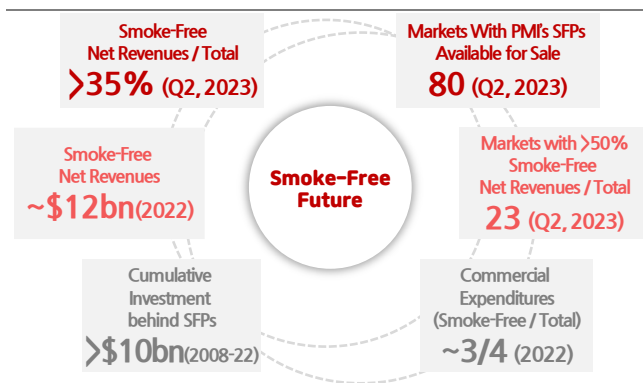 Smoke-Free
Net Revenues / Total
>35% (Q2, 2023)
Markets With PMI's SFPs
Available for Sale
80 (Q2, 2023)
Smoke-Free
Net Revenues
~$12bn(2022)
Smoke-Free
Future
Markets with >50%
Smoke-Free
Net Revenues / Total
23 (Q2, 2023)
Cumulative
Investment
behind SFPs
>$10bn(2008-22)
Commercial
Expenditures
(Smoke-Free / Total)
~3/4 (2022)